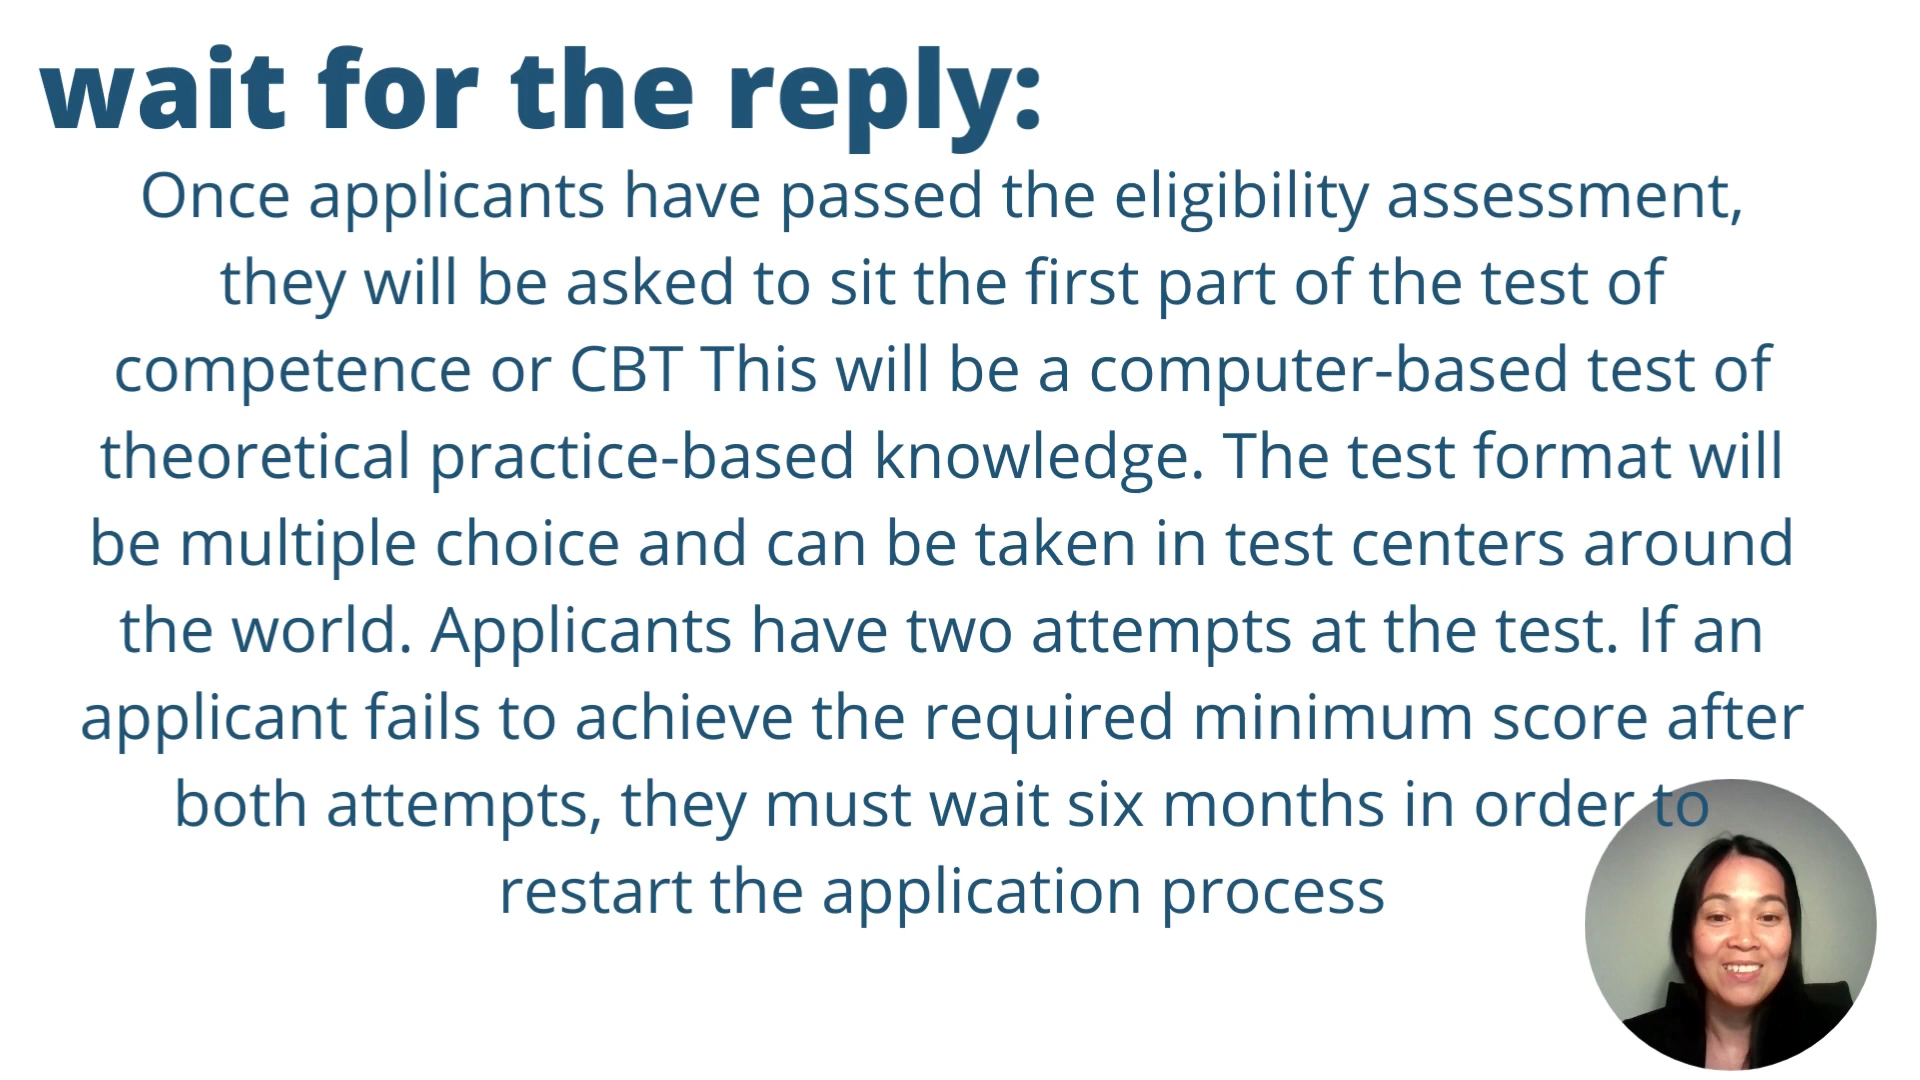 wait for the reply:
Once applicants have passed the eligibility assessment,
they will be asked to sit the first part of the test of
competence or CBT This will be a computer-based test of
theoretical practice-based knowledge. The test format will
be multiple choice and can be taken in test centers around
the world. Applicants have two attempts at the test. If an
applicant fails to achieve the required minimum score after
both attempts, they must wait six months in order to
restart the application process